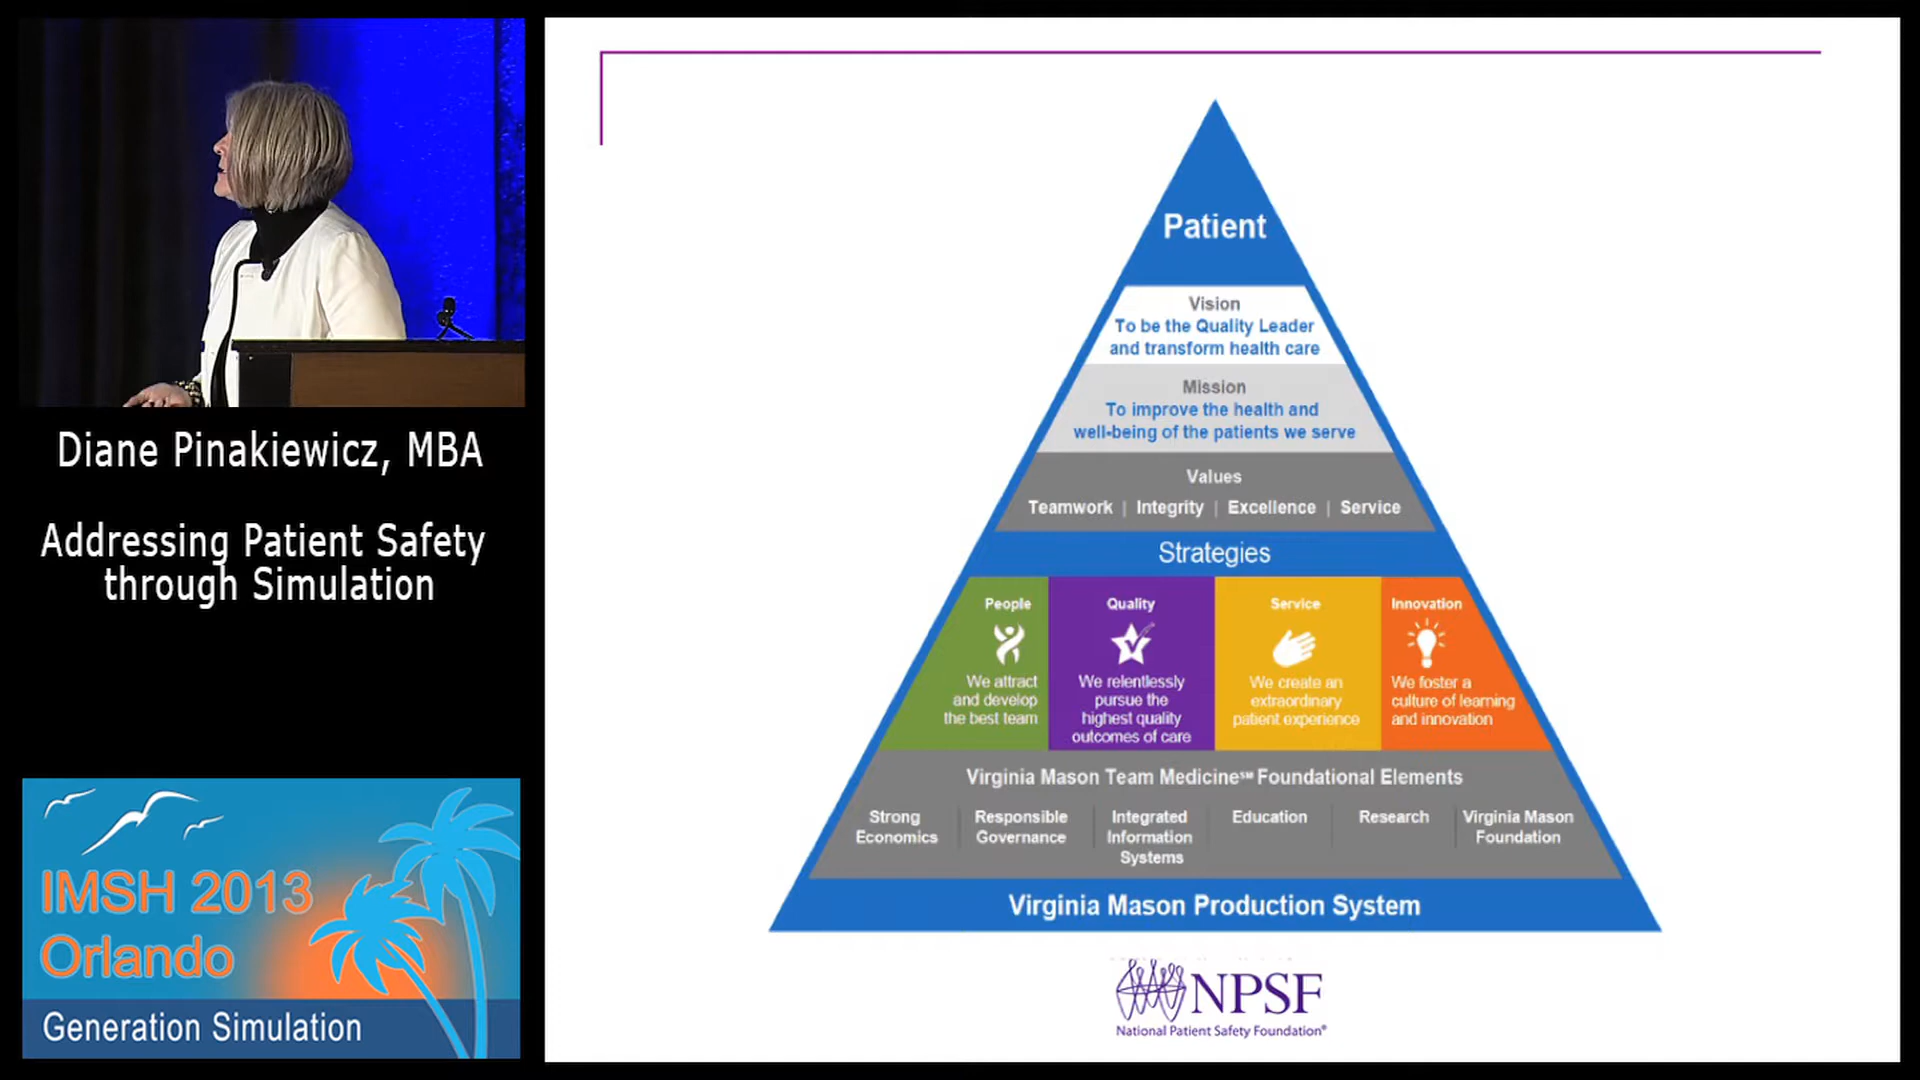 Diane Pinakiewicz, MBA
Addressing Patient Safety
through Simulation
IMSH 2013
Orlando
Generation Simulation
Patient
Vision
To be the Quality Leader
and transform health care
Mission
To improve the health and
well-being of the patients we serve
Values
Teamwork | Integrity | Excellence | Service
Strategies
People
We attract
and develop
the best team
Quality
We relentlessly
pursue the
highest quality
outcomes of care
Service
We create an
extraordinary
patient experience
Innovation
We foster a
culture of learning
and innovation
Virginia Mason Team Medicine℠ Foundational Elements
Strong
Economics
Responsible
Governance
Integrated
Information
Systems
Education
Research
Virginia Mason
Foundation
Virginia Mason Production System
NPSF
National Patient Safety Foundation®